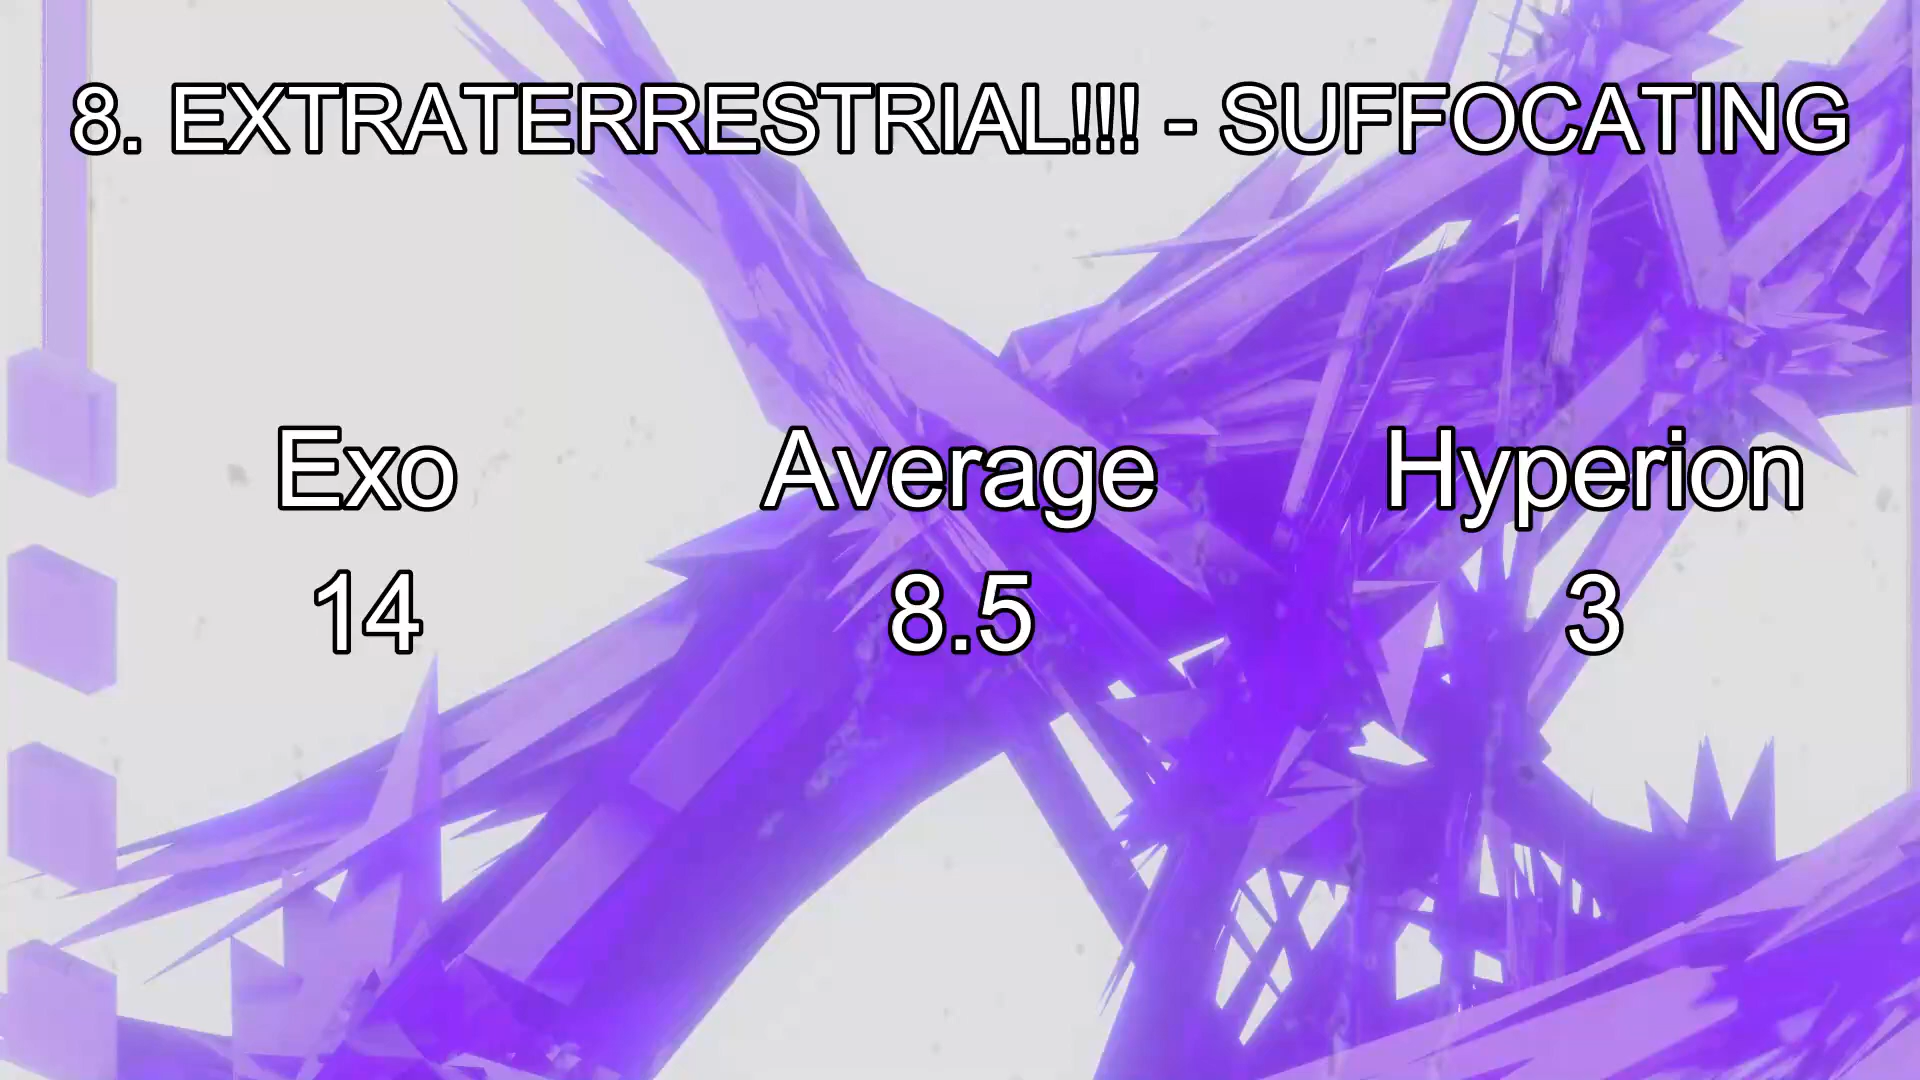 8. EXTRATERRESTRIAL!!! - SUFFOCATING
Exo Average Hyperion
14 8.5 3